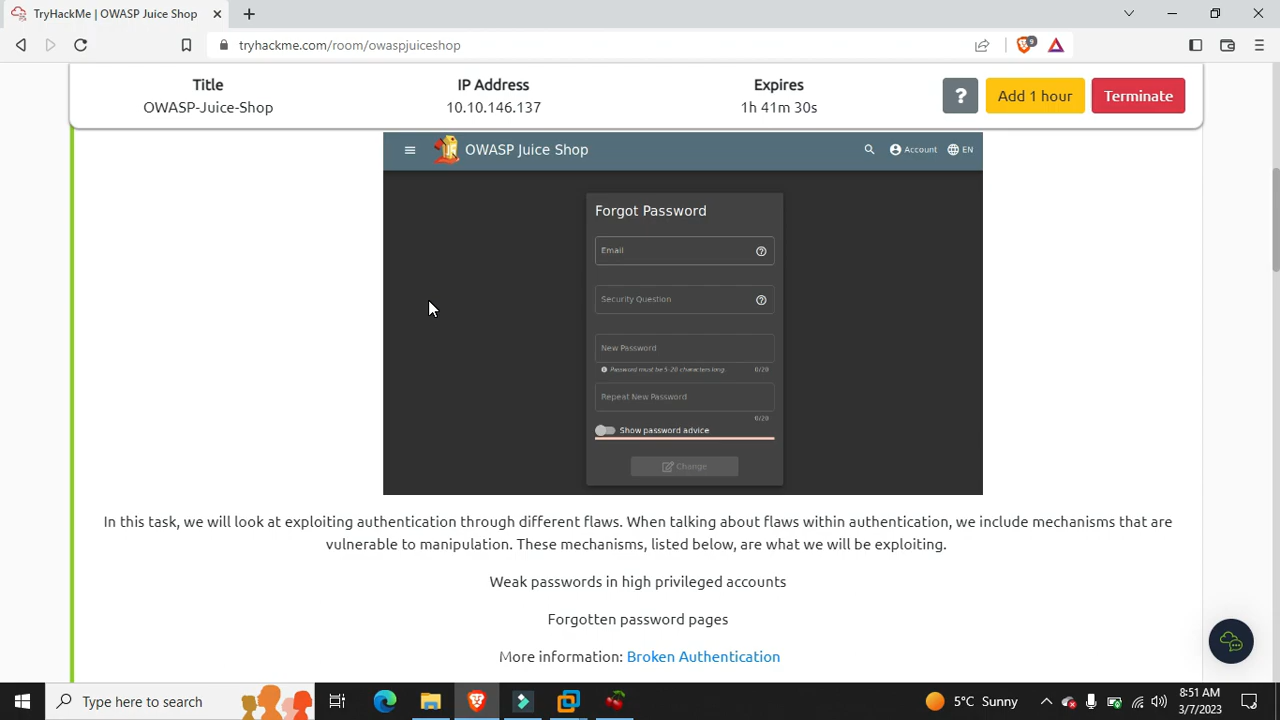 TryHackMe | OWASP Juice Shop
tryhackme.com/room/owaspjuiceshop
9
Title
IP Address
Expires
OWASP-Juice-Shop
10.10.146.137
1h 41m 30s
?
Add 1 hour
Terminate
OWASP Juice Shop
Account
EN
Forgot Password
Email
Security Question
New Password
Password must be 5-20 characters long.
0/20
Repeat New Password
0/20
Show password advice
Change
In this task, we will look at exploiting authentication through different flaws. When talking about flaws within authentication, we include mechanisms that are
vulnerable to manipulation. These mechanisms, listed below, are what we will be exploiting.
Weak passwords in high privileged accounts
Forgotten password pages
More information: Broken Authentication
Type here to search
5°C Sunny
8:51 AM
3/7/2023